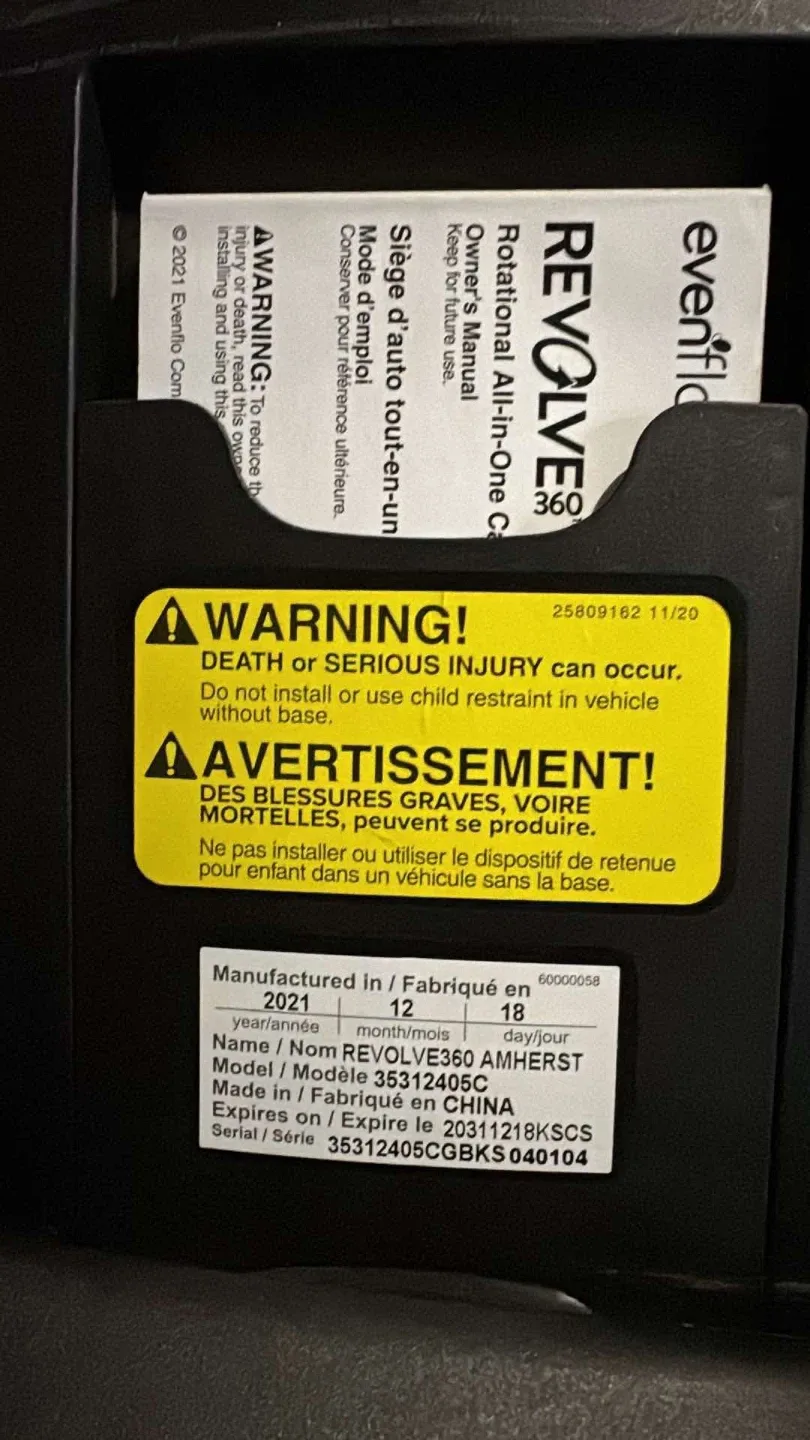 evenflo
REVOLVE
360
Rotational All-in-One
Owner's Manual
Keep for future use.
Siège d'auto tout-en-un
Mode d'emploi
Conserver pour référence ultérieure.
WARNING: To reduce
injury or death, read this
installing and using this
© 2021 Evenflo
WARNING!
25809162 11/20
DEATH or SERIOUS INJURY can occur.
Do not install or use child restraint in vehicle
without base.
AVERTISSEMENT!
DES BLESSURES GRAVES, VOIRE
MORTELLES, peuvent se produire.
Ne pas installer ou utiliser le dispositif de retenue
pour enfant dans un véhicule sans la base.
Manufactured in / Fabriqué en 60000058
2021 12 18
year/année month/mois day/jour
Name / Nom REVOLVE360 AMHERST
Model / Modèle 35312405C
Made in / Fabriqué en CHINA
Expires on / Expire le 20311218KSCS
Serial / Série 35312405CGBKS040104